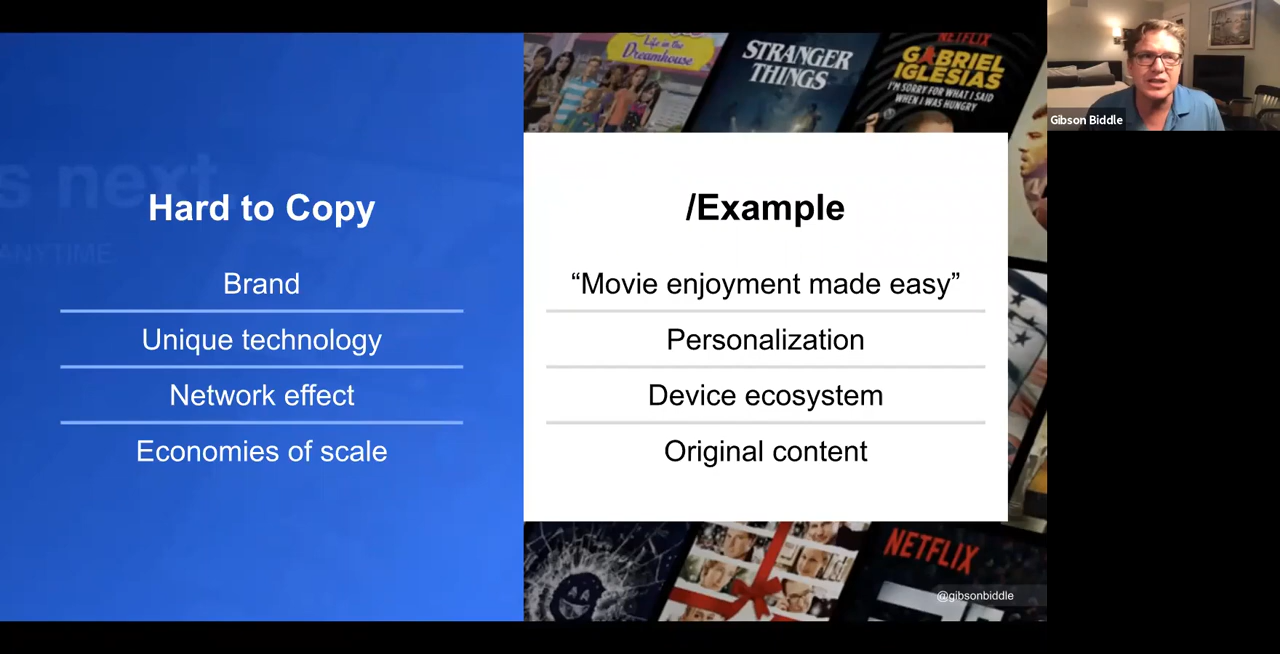 Life in the
Dreamhouse
STRANGER
THINGS
NETFLIX
GABRIEL
IGLESIAS
I'M SORRY FOR WHAT I SAID
WHEN I WAS HUNGRY
Gibson Biddle
s next
ANYTIME
Hard to Copy
/Example
Brand
“Movie enjoyment made easy”
Unique technology
Personalization
Network effect
Device ecosystem
Economies of scale
Original content
NETFLIX
@gibsonbiddle